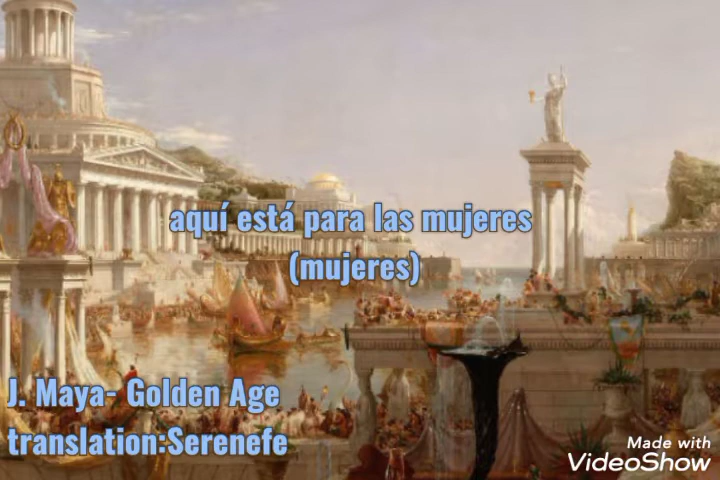 aquí está para las mujeres
(mujeres)
J. Maya- Golden Age
translation:Serenefe
Made with
VideoShow